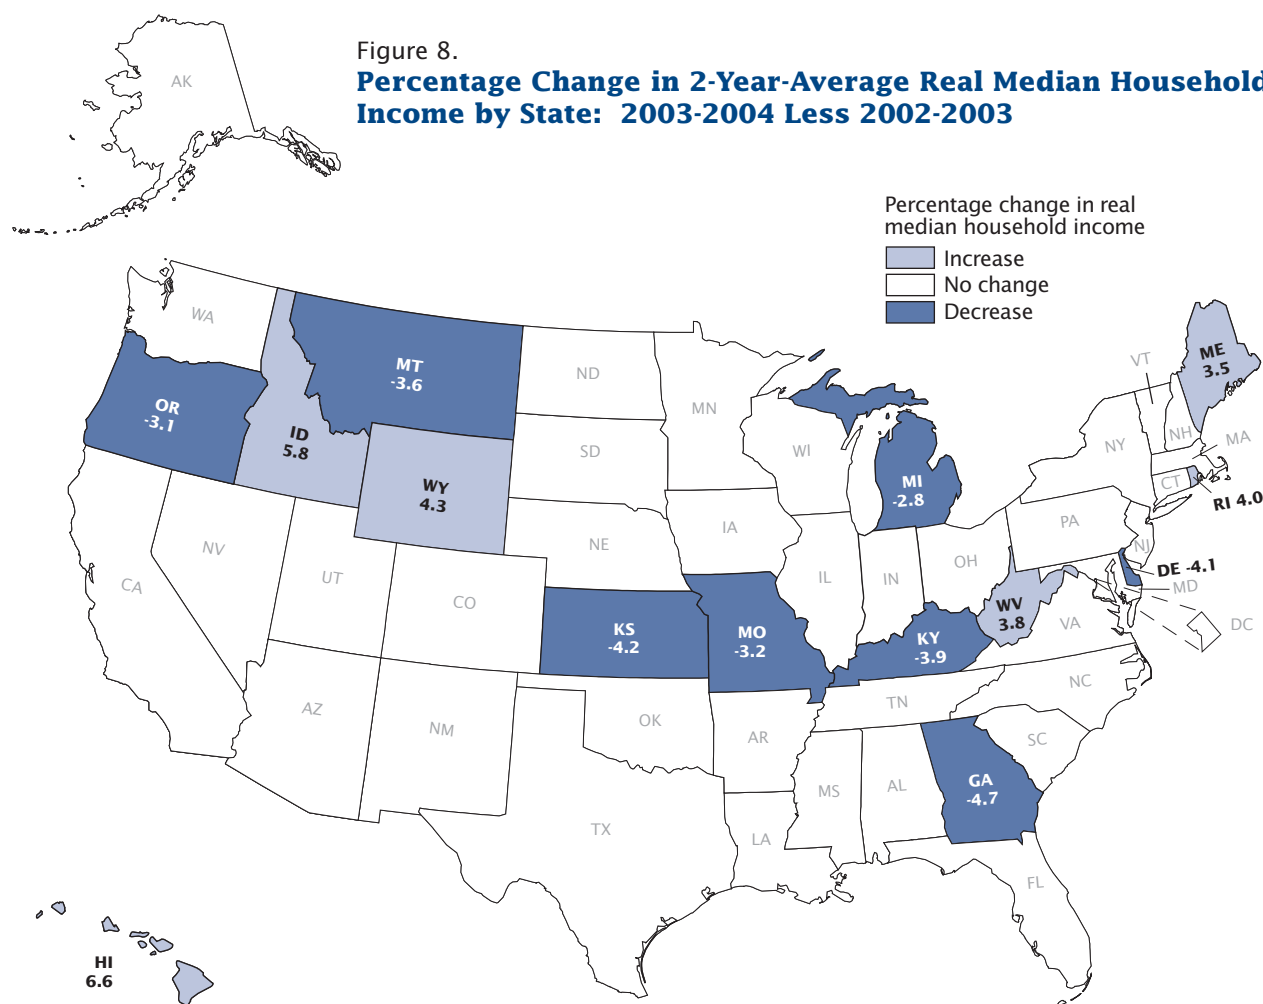 Figure 8.
Percentage Change in 2-Year-Average Real Median Household
Income by State: 2003-2004 Less 2002-2003
AK
Percentage change in real
median household income
Increase
No change
Decrease
WA
MT
-3.6
ND
MN
VT
ME
3.5
OR
-3.1
ID
5.8
SD
WI
NY
NH
MA
WY
4.3
MI
-2.8
CT
RI 4.0
NV
NE
IA
PA
NJ
CA
UT
CO
IL
IN
OH
DE -4.1
MD
KS
-4.2
MO
-3.2
KY
-3.9
WV
3.8
VA
DC
AZ
NM
OK
AR
TN
NC
SC
MS
AL
GA
-4.7
TX
LA
FL
HI
6.6